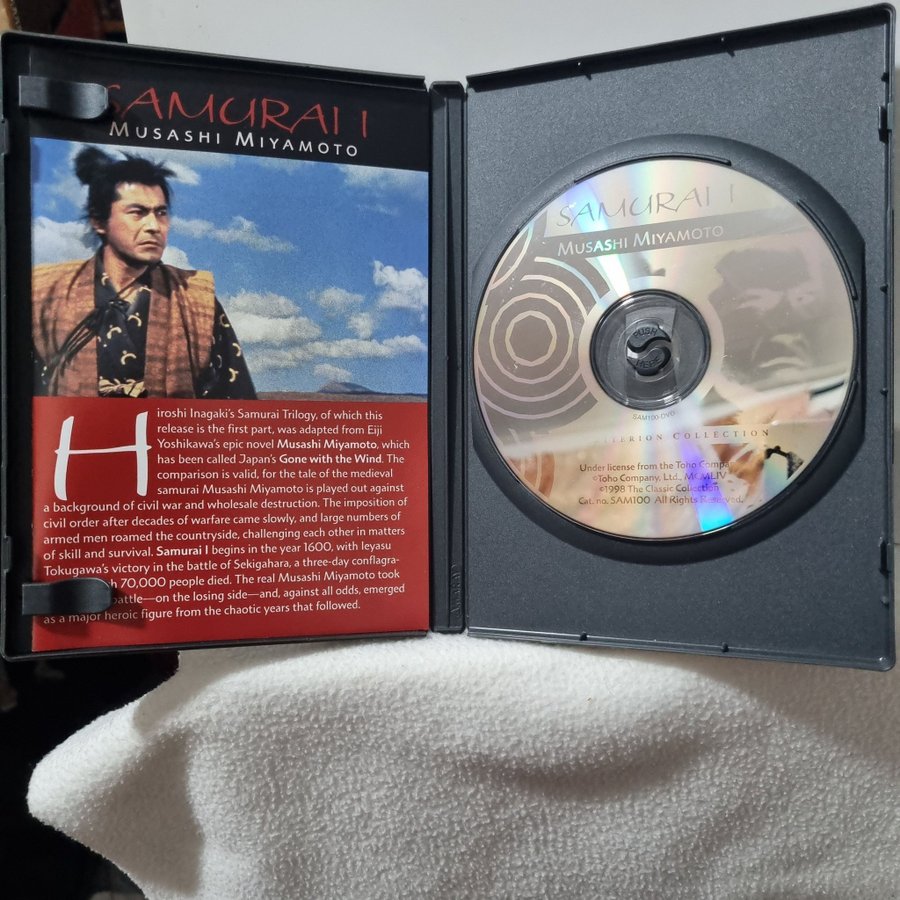 SAMURAI I
MUSASHI MIYAMOTO
Hiroshi Inagaki's Samurai Trilogy, of which this
release is the first part, was adapted from Eiji
Yoshikawa's epic novel Musashi Miyamoto, which
has been called Japan's Gone with the Wind. The
comparison is valid, for the tale of the medieval
samurai Musashi Miyamoto is played out against
a background of civil war and wholesale destruction. The imposition of
civil order after decades of warfare came slowly, and large numbers of
armed men roamed the countryside, challenging each other in matters
of skill and survival. Samurai I begins in the year 1600, with Ieyasu
Tokugawa's victory in the battle of Sekigahara, a three-day conflagra-
70,000 people died. The real Musashi Miyamoto took
battle—on the losing side—and, against all odds, emerged
as a major heroic figure from the chaotic years that followed.
SAMURAI I
MUSASHI MIYAMOTO
PUSH
HERE
SAM100-DVD
COLLECTION
Under license from the Toho
©Toho Company, Ltd., MCMLIV
©1998 The Classic Collection
Cat. no. SAM100 All Rights Reserved.